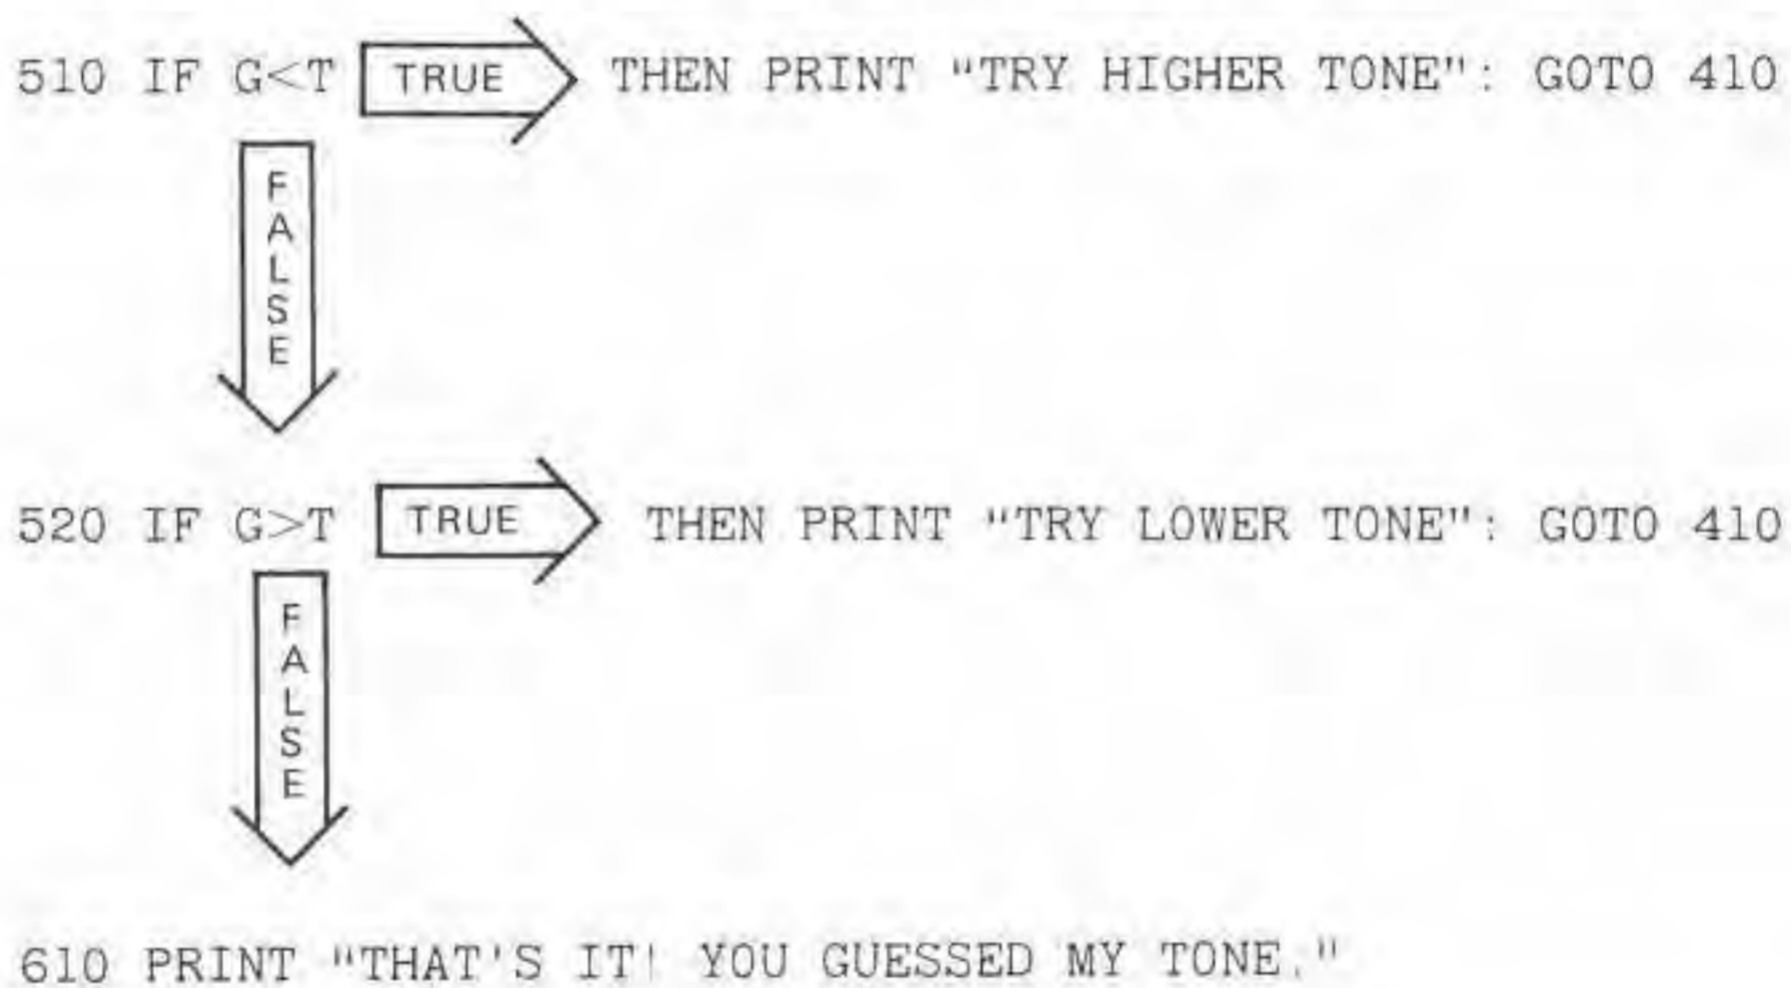 510 IF G<T TRUE THEN PRINT "TRY HIGHER TONE": GOTO 410
FALSE
520 IF G>T TRUE THEN PRINT "TRY LOWER TONE": GOTO 410
FALSE
610 PRINT "THAT'S IT! YOU GUESSED MY TONE."